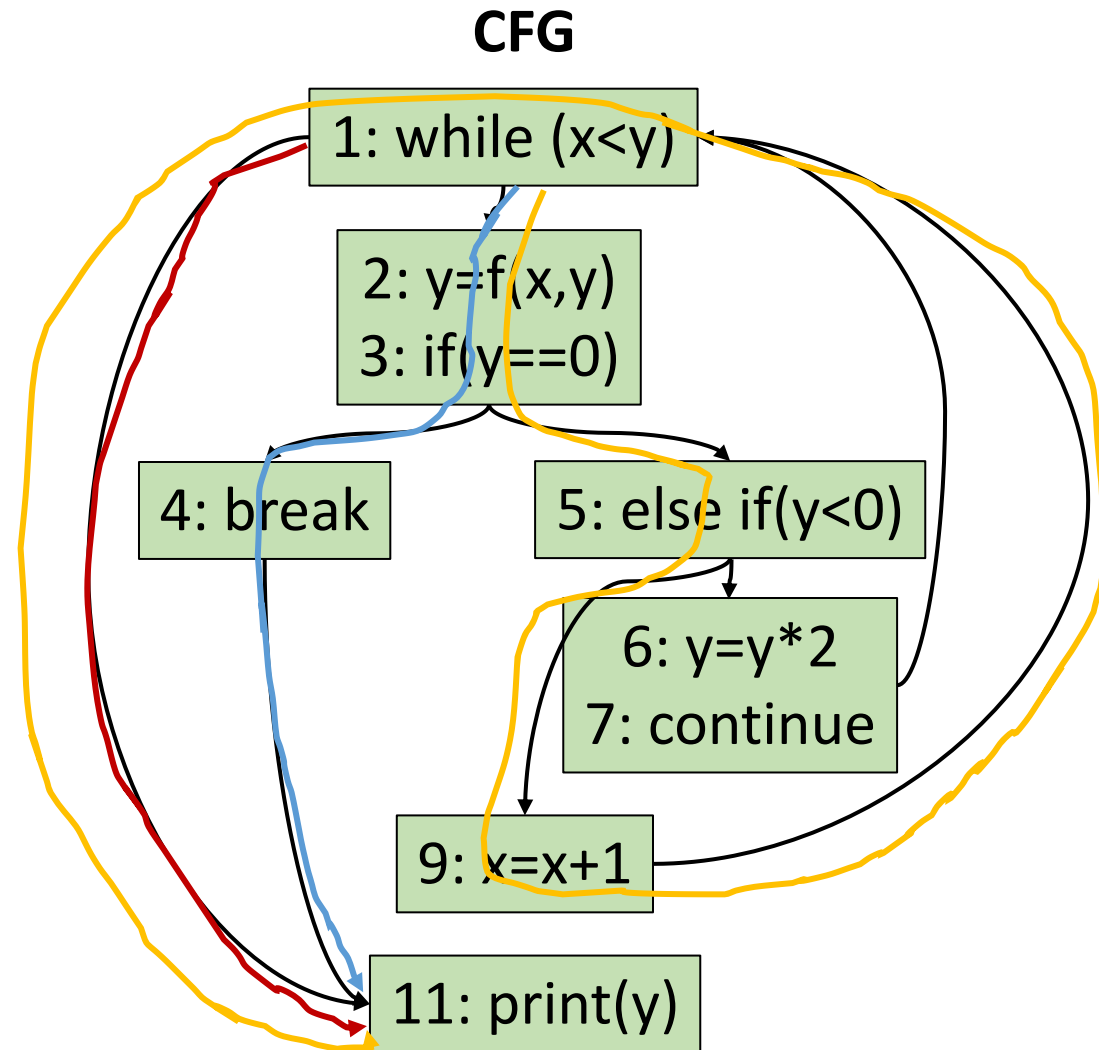 CFG
1: while (x<y)
2: y=f(x,y)
3: if(y==0)
4: break
5: else if(y<0)
6: y=y*2
7: continue
9: x=x+1
11: print(y)